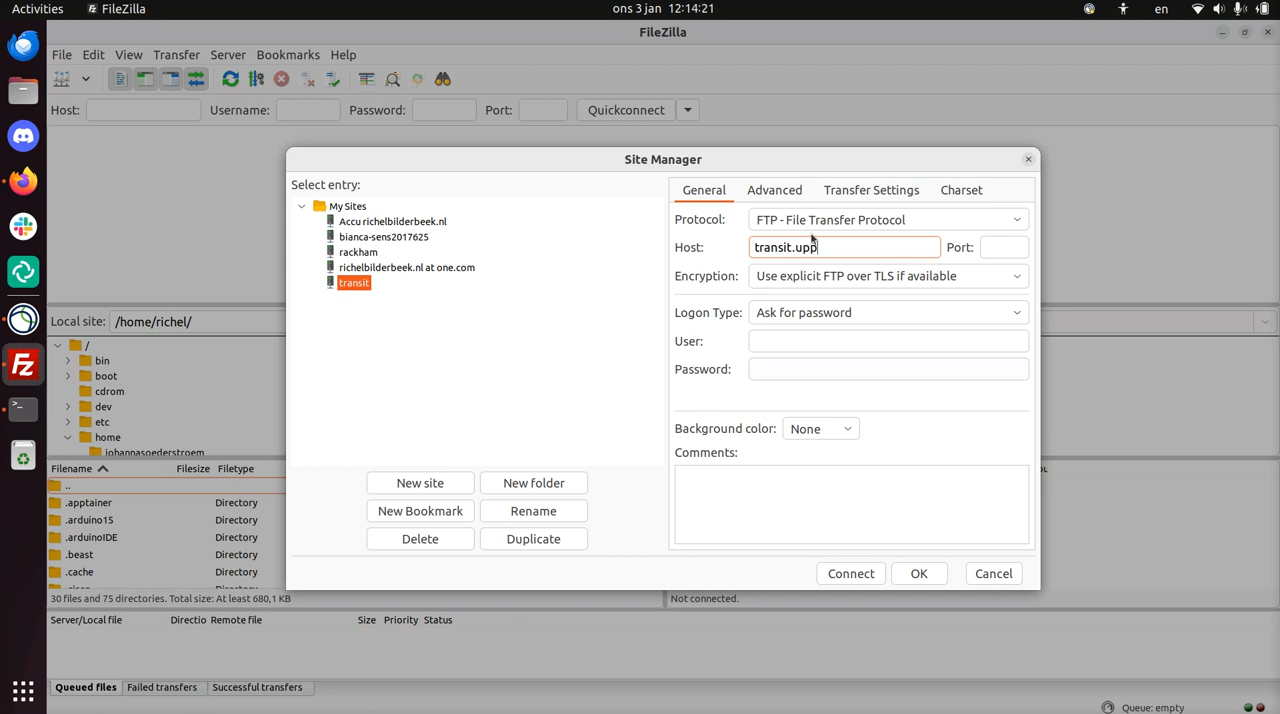 Activities FileZilla ons 3 jan 12:14:21 en
FileZilla
File Edit View Transfer Server Bookmarks Help
Host: Username: Password: Port: Quickconnect
Site Manager
Select entry:
My Sites
Accu richelbilderbeek.nl
bianca-sens2017625
rackham
richelbilderbeek.nl at one.com
transit
New site New folder
New Bookmark Rename
Delete Duplicate
General Advanced Transfer Settings Charset
Protocol: FTP - File Transfer Protocol
Host: transit.upp Port:
Encryption: Use explicit FTP over TLS if available
Logon Type: Ask for password
User:
Password:
Background color: None
Comments:
Connect OK Cancel
Local site: /home/richel/
/
bin
boot
cdrom
dev
etc
home
johannasoederstroem
Filename Filesize Filetype
..
.apptainer Directory
.arduino15 Directory
.arduinoIDE Directory
.beast Directory
.cache Directory
30 files and 75 directories. Total size: At least 680,1 KB
Not connected.
Server/Local file Directio Remote file Size Priority Status
Queued files Failed transfers Successful transfers
Queue: empty